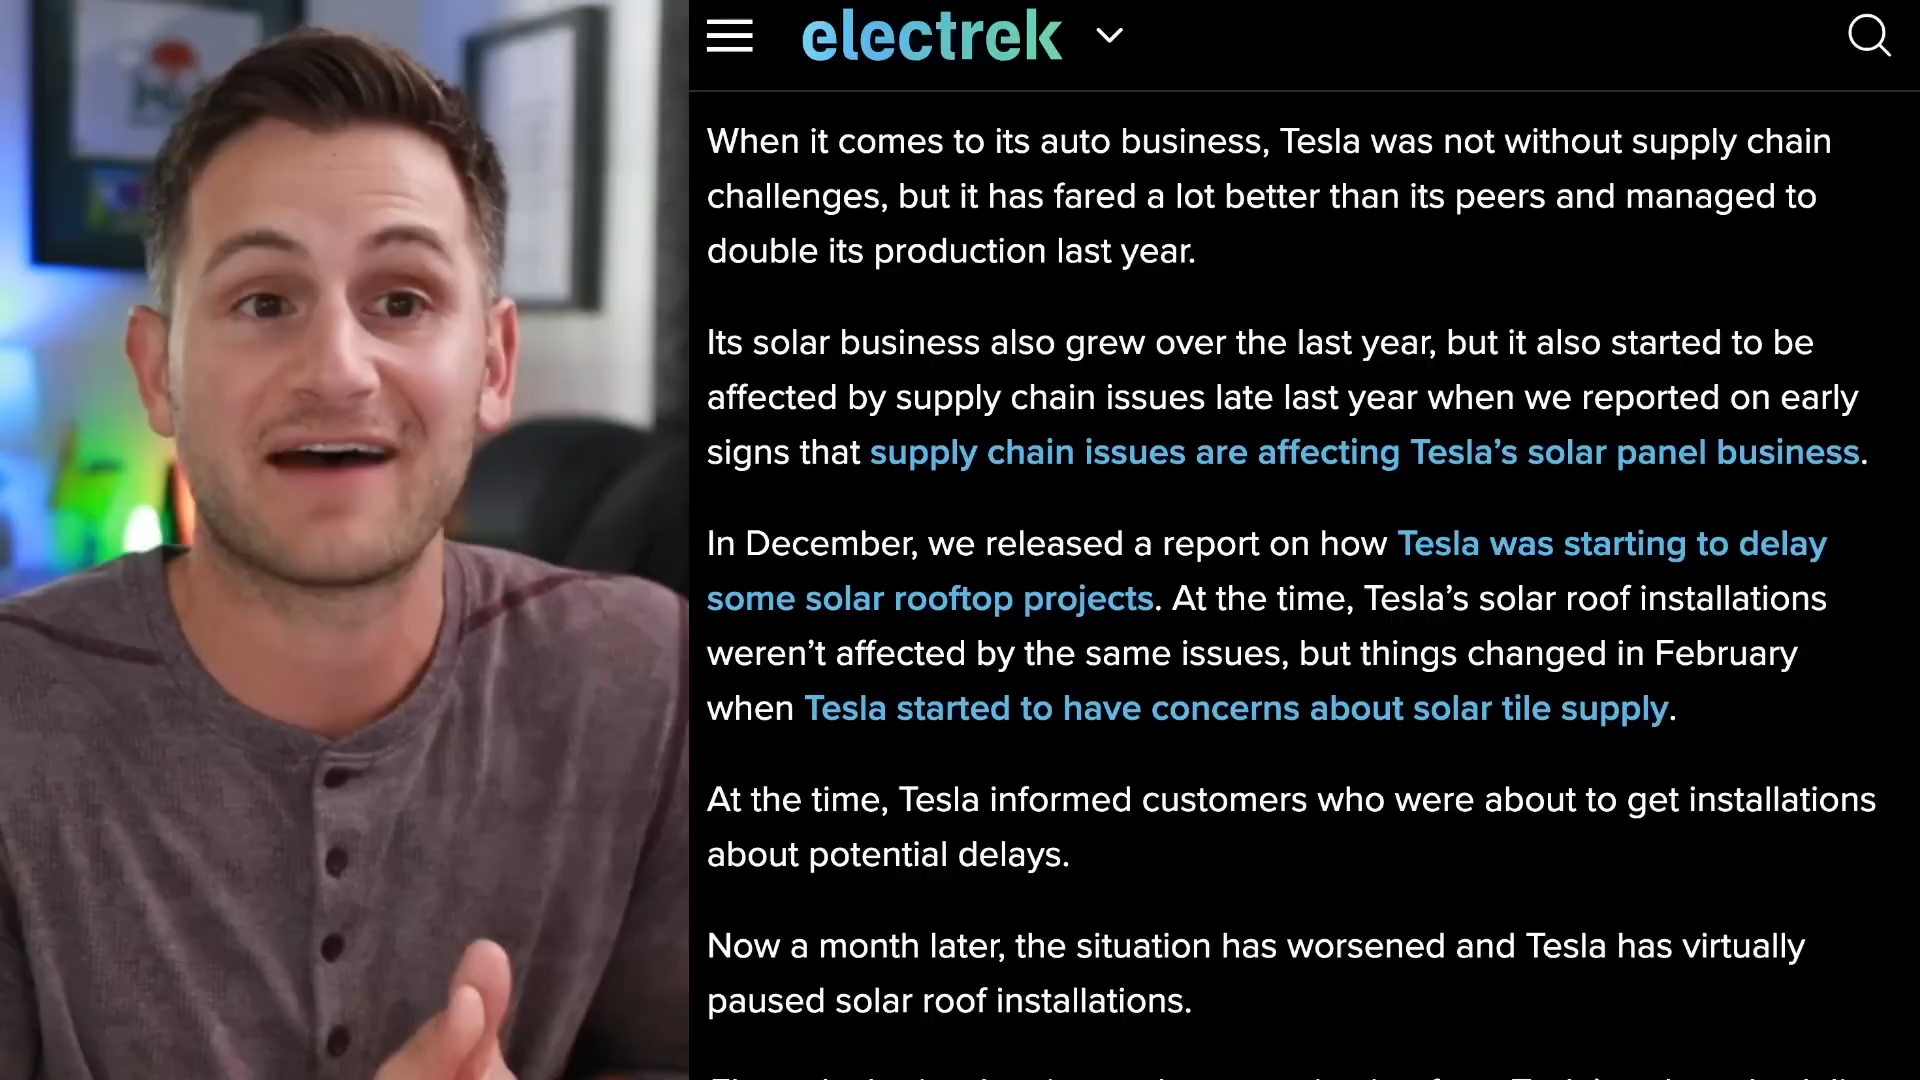 electrek
When it comes to its auto business, Tesla was not without supply chain
challenges, but it has fared a lot better than its peers and managed to
double its production last year.
Its solar business also grew over the last year, but it also started to be
affected by supply chain issues late last year when we reported on early
signs that supply chain issues are affecting Tesla’s solar panel business.
In December, we released a report on how Tesla was starting to delay
some solar rooftop projects. At the time, Tesla’s solar roof installations
weren’t affected by the same issues, but things changed in February
when Tesla started to have concerns about solar tile supply.
At the time, Tesla informed customers who were about to get installations
about potential delays.
Now a month later, the situation has worsened and Tesla has virtually
paused solar roof installations.